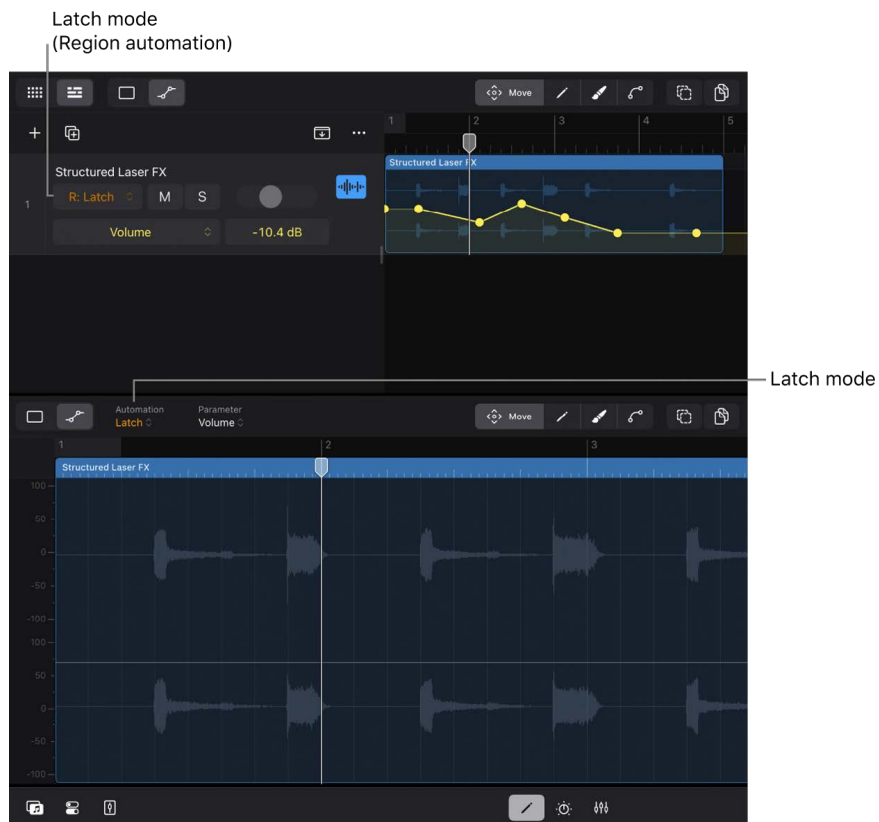 Latch mode
(Region automation)
Move
1 2 3 4 5
Structured Laser FX
Structured Laser FX
1
R: Latch M S
Volume -10.4 dB
Latch mode
Automation Parameter
Latch Volume
Move
1 2 3
Structured Laser FX
100
50
0
-50
-100
100
50
0
-50
-100